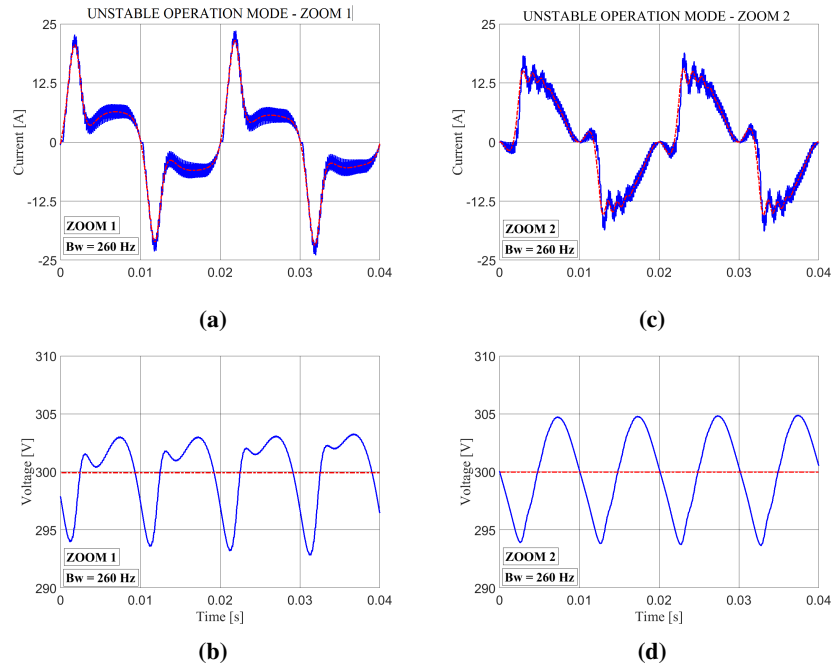 UNSTABLE OPERATION MODE - ZOOM 1
25
12.5
0
-12.5
-25
Current [A]
ZOOM 1
Bw = 260 Hz
0
0.01
0.02
0.03
0.04
(a)
UNSTABLE OPERATION MODE - ZOOM 2
25
12.5
0
-12.5
-25
Current [A]
ZOOM 2
Bw = 260 Hz
0
0.01
0.02
0.03
0.04
(c)
310
305
300
295
290
Voltage [V]
ZOOM 1
Bw = 260 Hz
0
0.01
0.02
0.03
0.04
Time [s]
(b)
310
305
300
295
290
Voltage [V]
ZOOM 2
Bw = 260 Hz
0
0.01
0.02
0.03
0.04
Time [s]
(d)